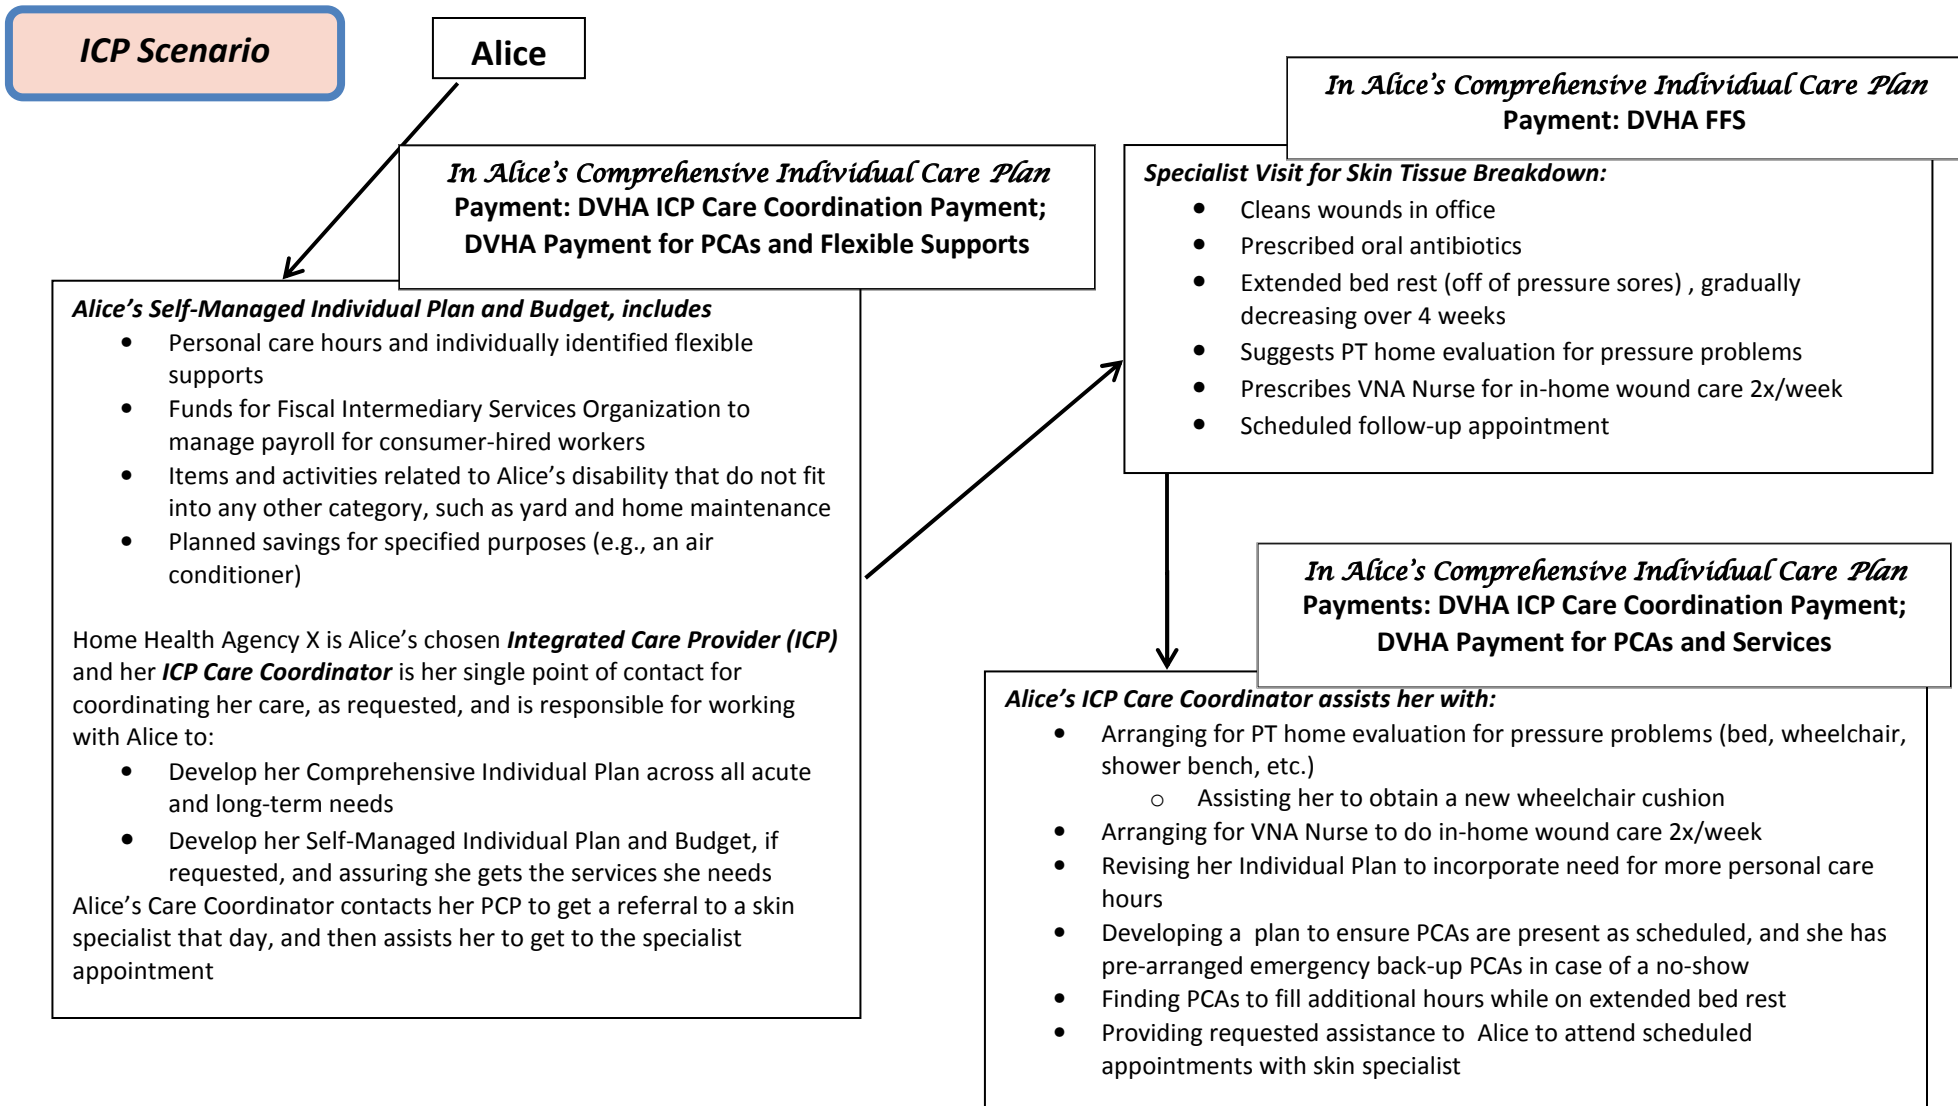 ICP Scenario
Alice
In Alice's Comprehensive Individual Care Plan
Payment: DVHA ICP Care Coordination Payment;
DVHA Payment for PCAs and Flexible Supports
Alice's Self-Managed Individual Plan and Budget, includes
• Personal care hours and individually identified flexible
supports
• Funds for Fiscal Intermediary Services Organization to
manage payroll for consumer-hired workers
• Items and activities related to Alice's disability that do not fit
into any other category, such as yard and home maintenance
• Planned savings for specified purposes (e.g., an air
conditioner)
Home Health Agency X is Alice's chosen Integrated Care Provider (ICP)
and her ICP Care Coordinator is her single point of contact for
coordinating her care, as requested, and is responsible for working
with Alice to:
• Develop her Comprehensive Individual Plan across all acute
and long-term needs
• Develop her Self-Managed Individual Plan and Budget, if
requested, and assuring she gets the services she needs
Alice's Care Coordinator contacts her PCP to get a referral to a skin
specialist that day, and then assists her to get to the specialist
appointment
In Alice's Comprehensive Individual Care Plan
Payment: DVHA FFS
Specialist Visit for Skin Tissue Breakdown:
• Cleans wounds in office
• Prescribed oral antibiotics
• Extended bed rest (off of pressure sores) , gradually
decreasing over 4 weeks
• Suggests PT home evaluation for pressure problems
• Prescribes VNA Nurse for in-home wound care 2x/week
• Scheduled follow-up appointment
In Alice's Comprehensive Individual Care Plan
Payments: DVHA ICP Care Coordination Payment;
DVHA Payment for PCAs and Services
Alice's ICP Care Coordinator assists her with:
• Arranging for PT home evaluation for pressure problems (bed, wheelchair,
shower bench, etc.)
o Assisting her to obtain a new wheelchair cushion
• Arranging for VNA Nurse to do in-home wound care 2x/week
• Revising her Individual Plan to incorporate need for more personal care
hours
• Developing a plan to ensure PCAs are present as scheduled, and she has
pre-arranged emergency back-up PCAs in case of a no-show
• Finding PCAs to fill additional hours while on extended bed rest
• Providing requested assistance to Alice to attend scheduled
appointments with skin specialist